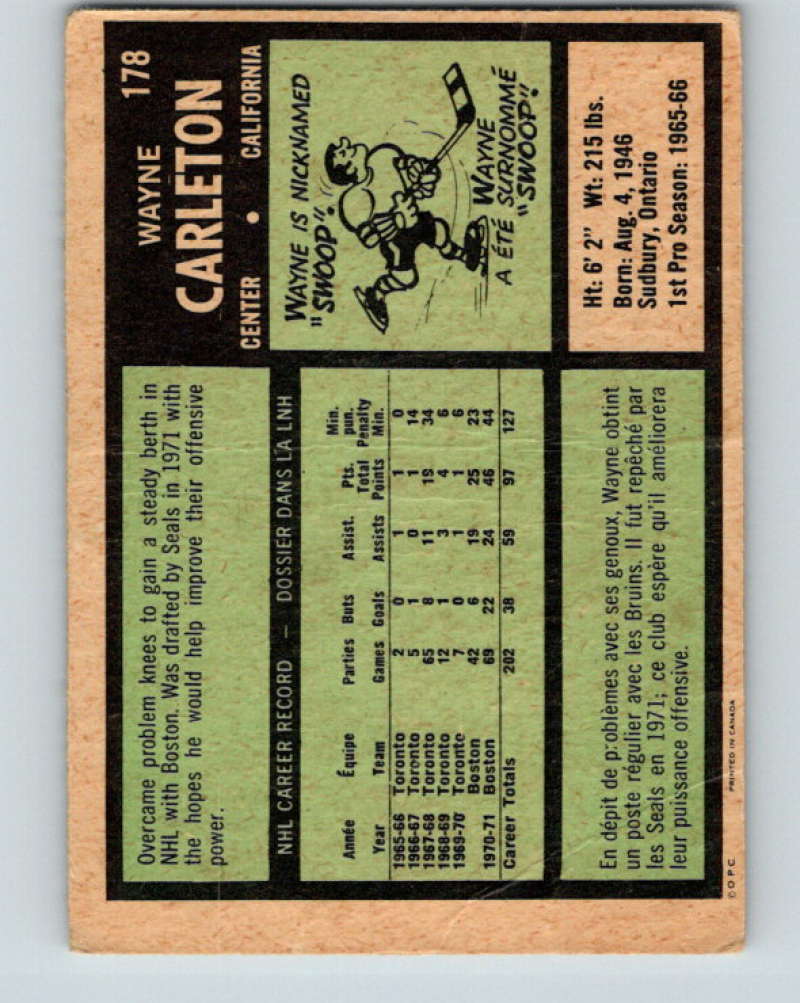 WAYNE 178
CARLETON
CENTER • CALIFORNIA
Overcame problem knees to gain a steady berth in
NHL with Boston. Was drafted by Seals in 1971 with
the hopes he would help improve their offensive
power.
WAYNE IS NICKNAMED
"SWOOP".
WAYNE
A ÉTÉ SURNOMMÉ
"SWOOP".
NHL CAREER RECORD — DOSSIER DANS LA LNH
Année Équipe Parties Buts Assist. Pts. Total Min. pun. Penalty
Year Team Games Goals Assists Points Min.
1965-66 Toronto 2 0 1 1 0
1966-67 Toronto 5 1 0 1 14
1967-68 Toronto 65 8 11 19 34
1968-69 Toronto 12 1 3 4 6
1969-70 Toronto 7 0 1 1 6
Boston 42 6 19 25 23
1970-71 Boston 69 22 24 46 44
Career Totals 202 38 59 97 127
Ht: 6' 2" Wt: 215 lbs.
Born: Aug. 4, 1946
Sudbury, Ontario
1st Pro Season: 1965-66
En dépit de problèmes avec ses genoux, Wayne obtint
un poste régulier avec les Bruins. Il fut repêché par
les Seals en 1971; ce club espère qu'il améliorera
leur puissance offensive.
© O.P.C. PRINTED IN CANADA